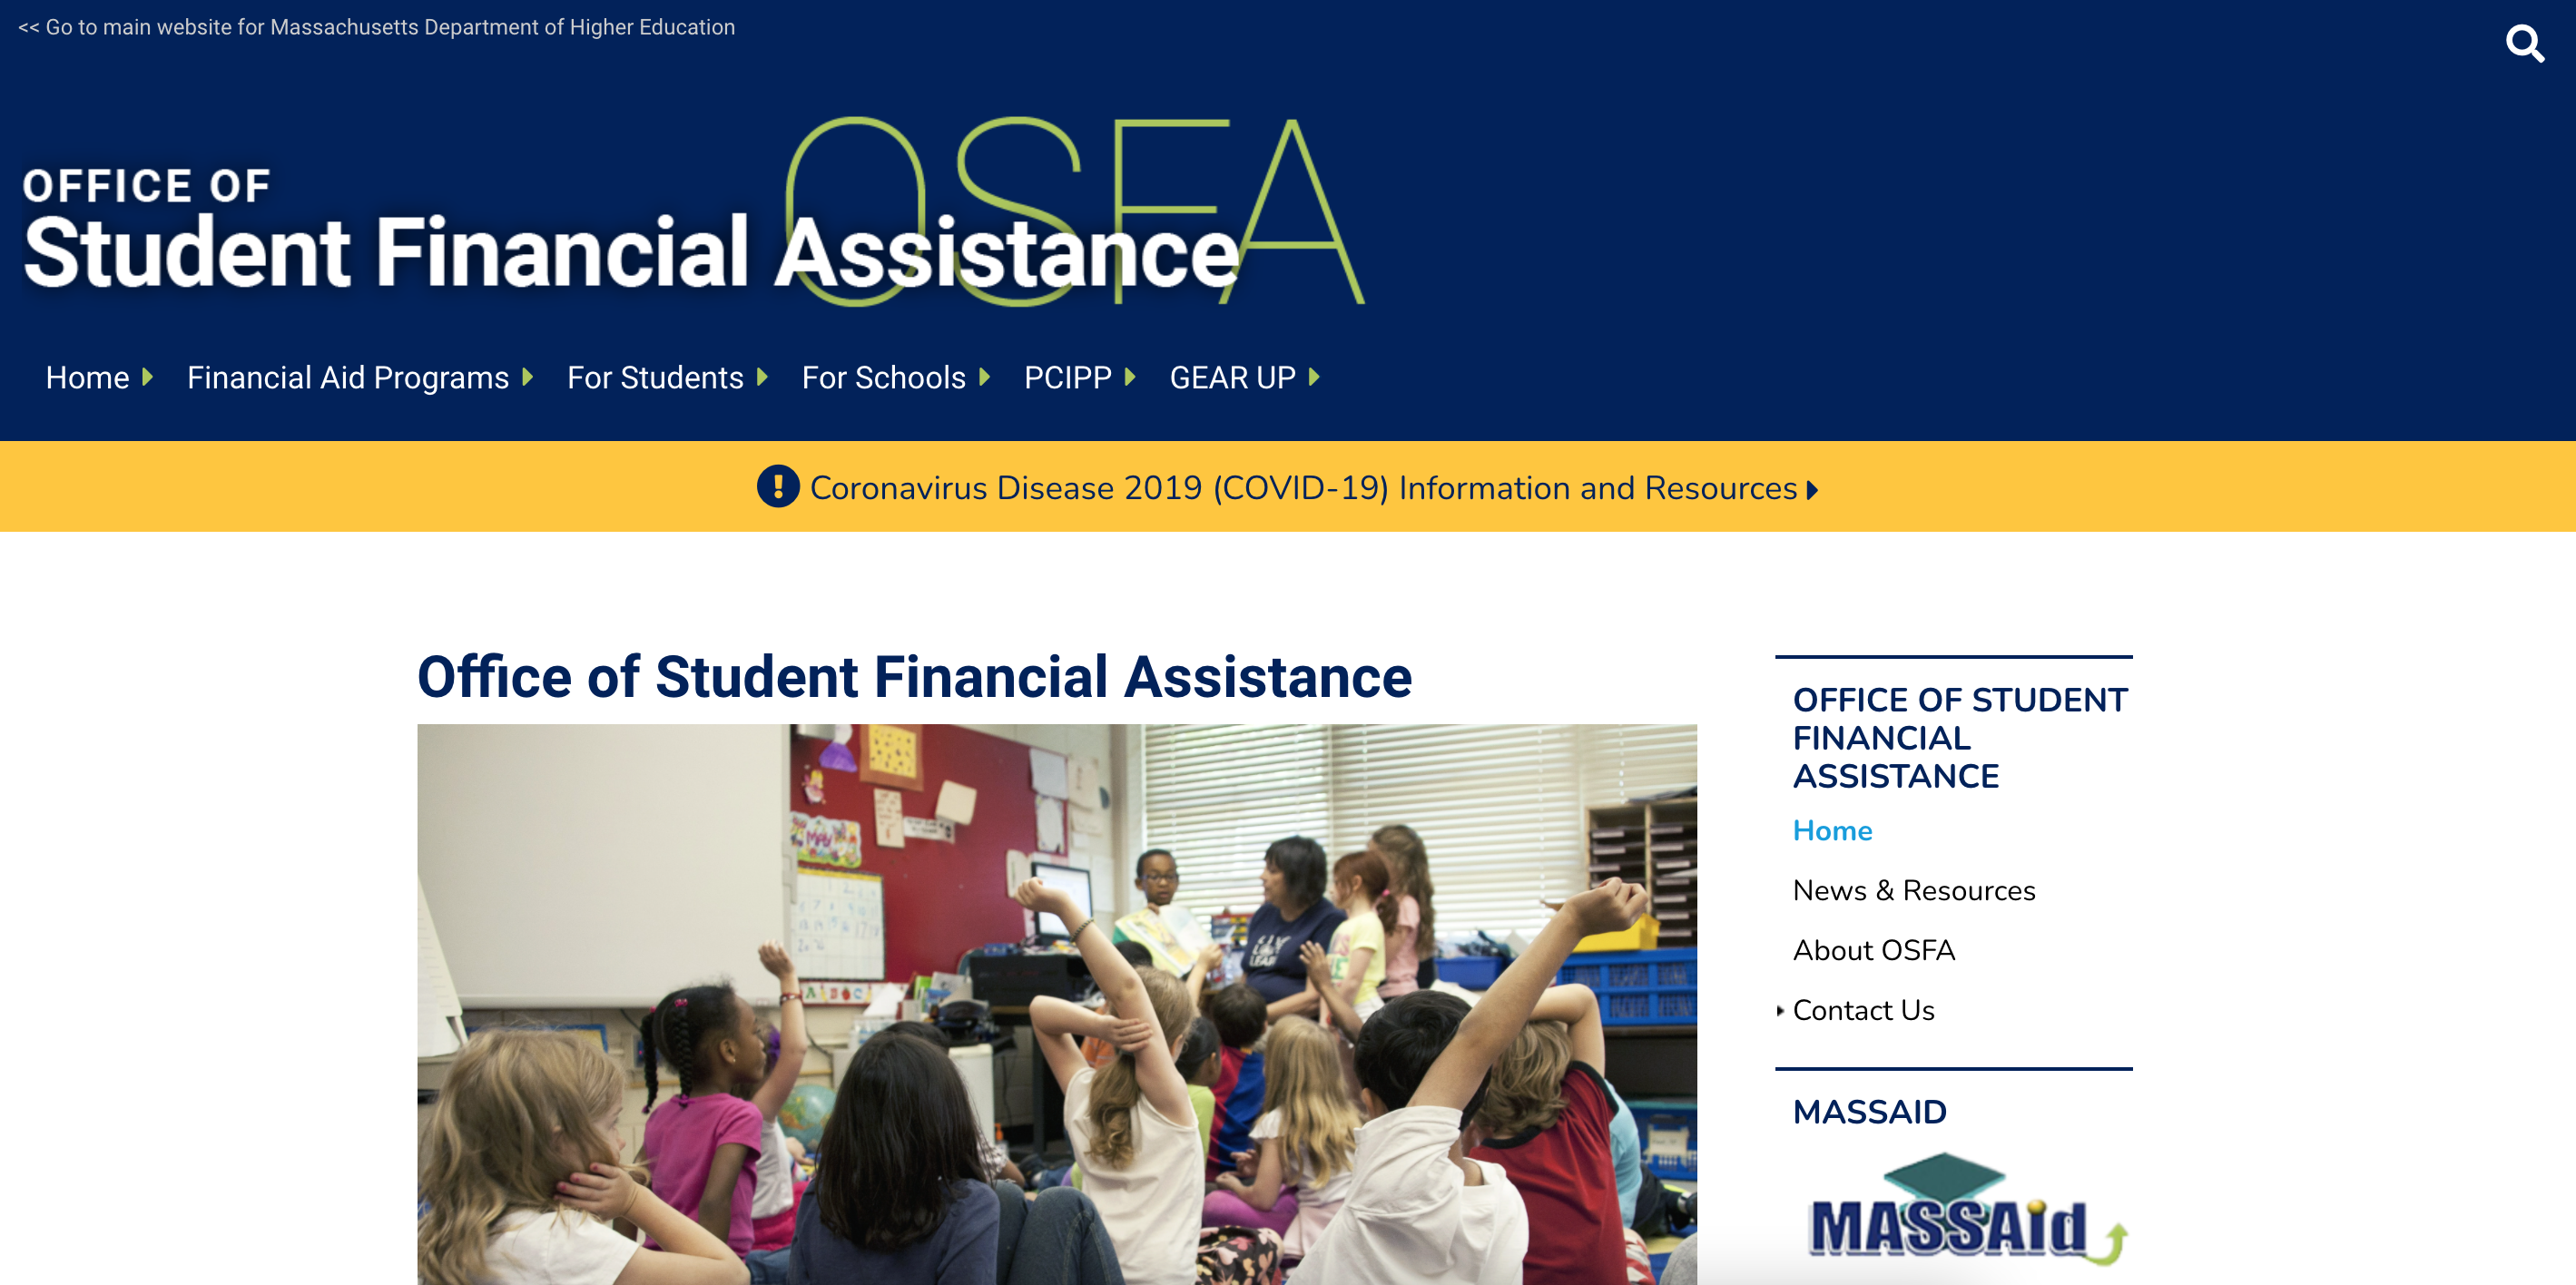 << Go to main website for Massachusetts Department of Higher Education
OSFA
OFFICE OF
Student Financial Assistance
Home
Financial Aid Programs
For Students
For Schools
PCIPP
GEAR UP
Coronavirus Disease 2019 (COVID-19) Information and Resources
Office of Student Financial Assistance
May
OFFICE OF STUDENT
FINANCIAL
ASSISTANCE
Home
News & Resources
About OSFA
Contact Us
MASSAID
MASSAid